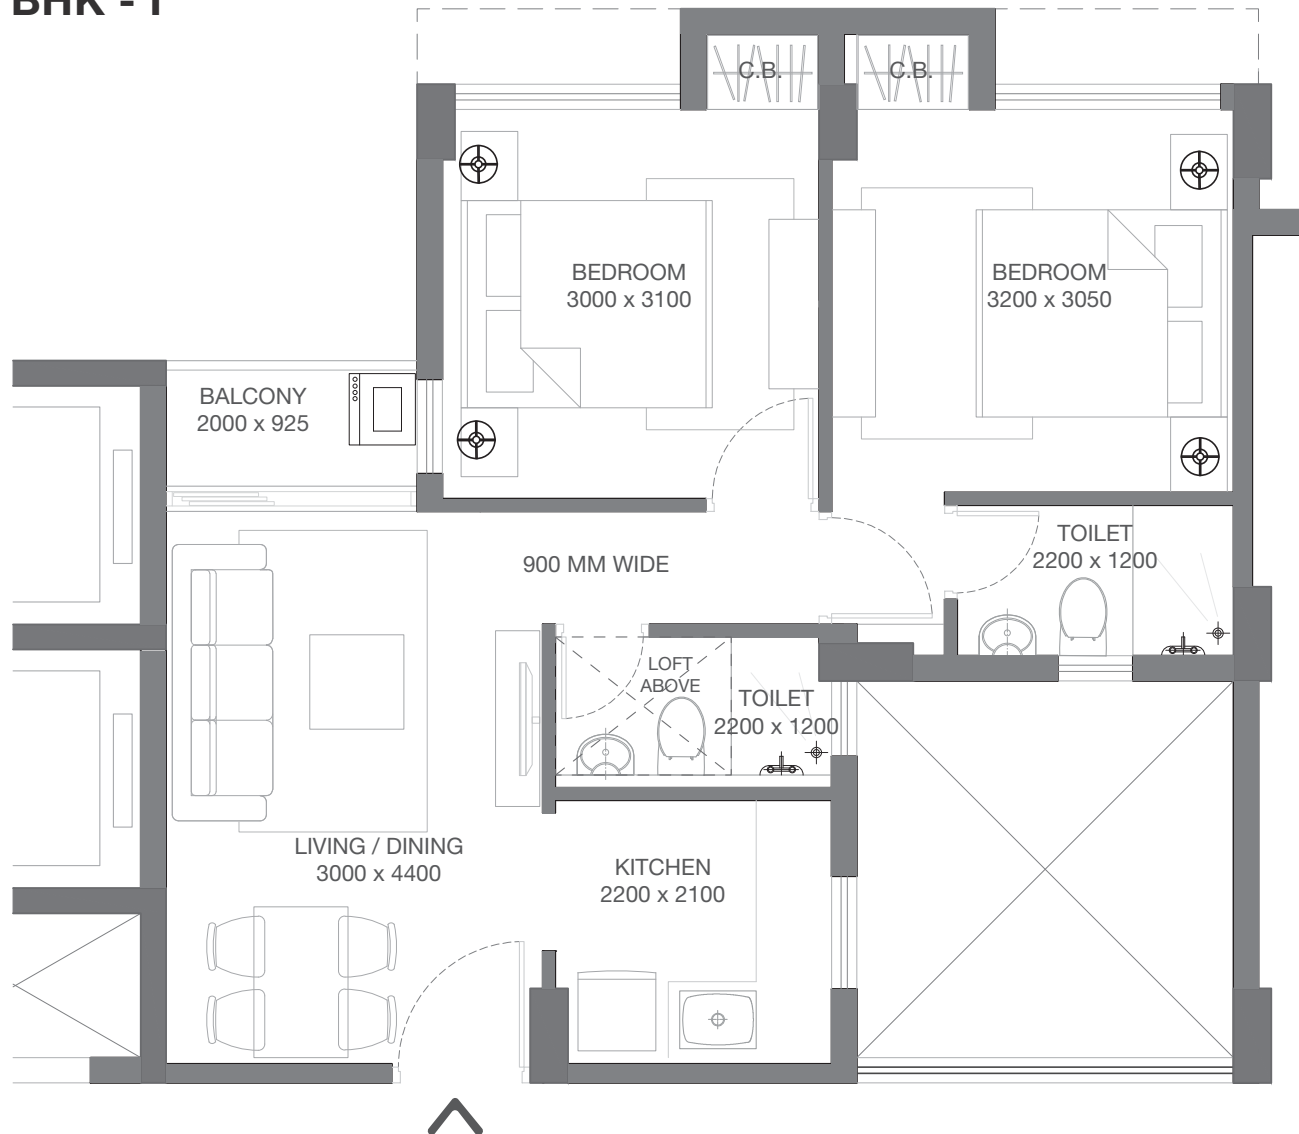 BHK - 1
C.B.
C.B.
BEDROOM
3000 x 3100
BEDROOM
3200 x 3050
BALCONY
2000 x 925
900 MM WIDE
TOILET
2200 x 1200
LOFT
ABOVE
TOILET
2200 x 1200
LIVING / DINING
3000 x 4400
KITCHEN
2200 x 2100